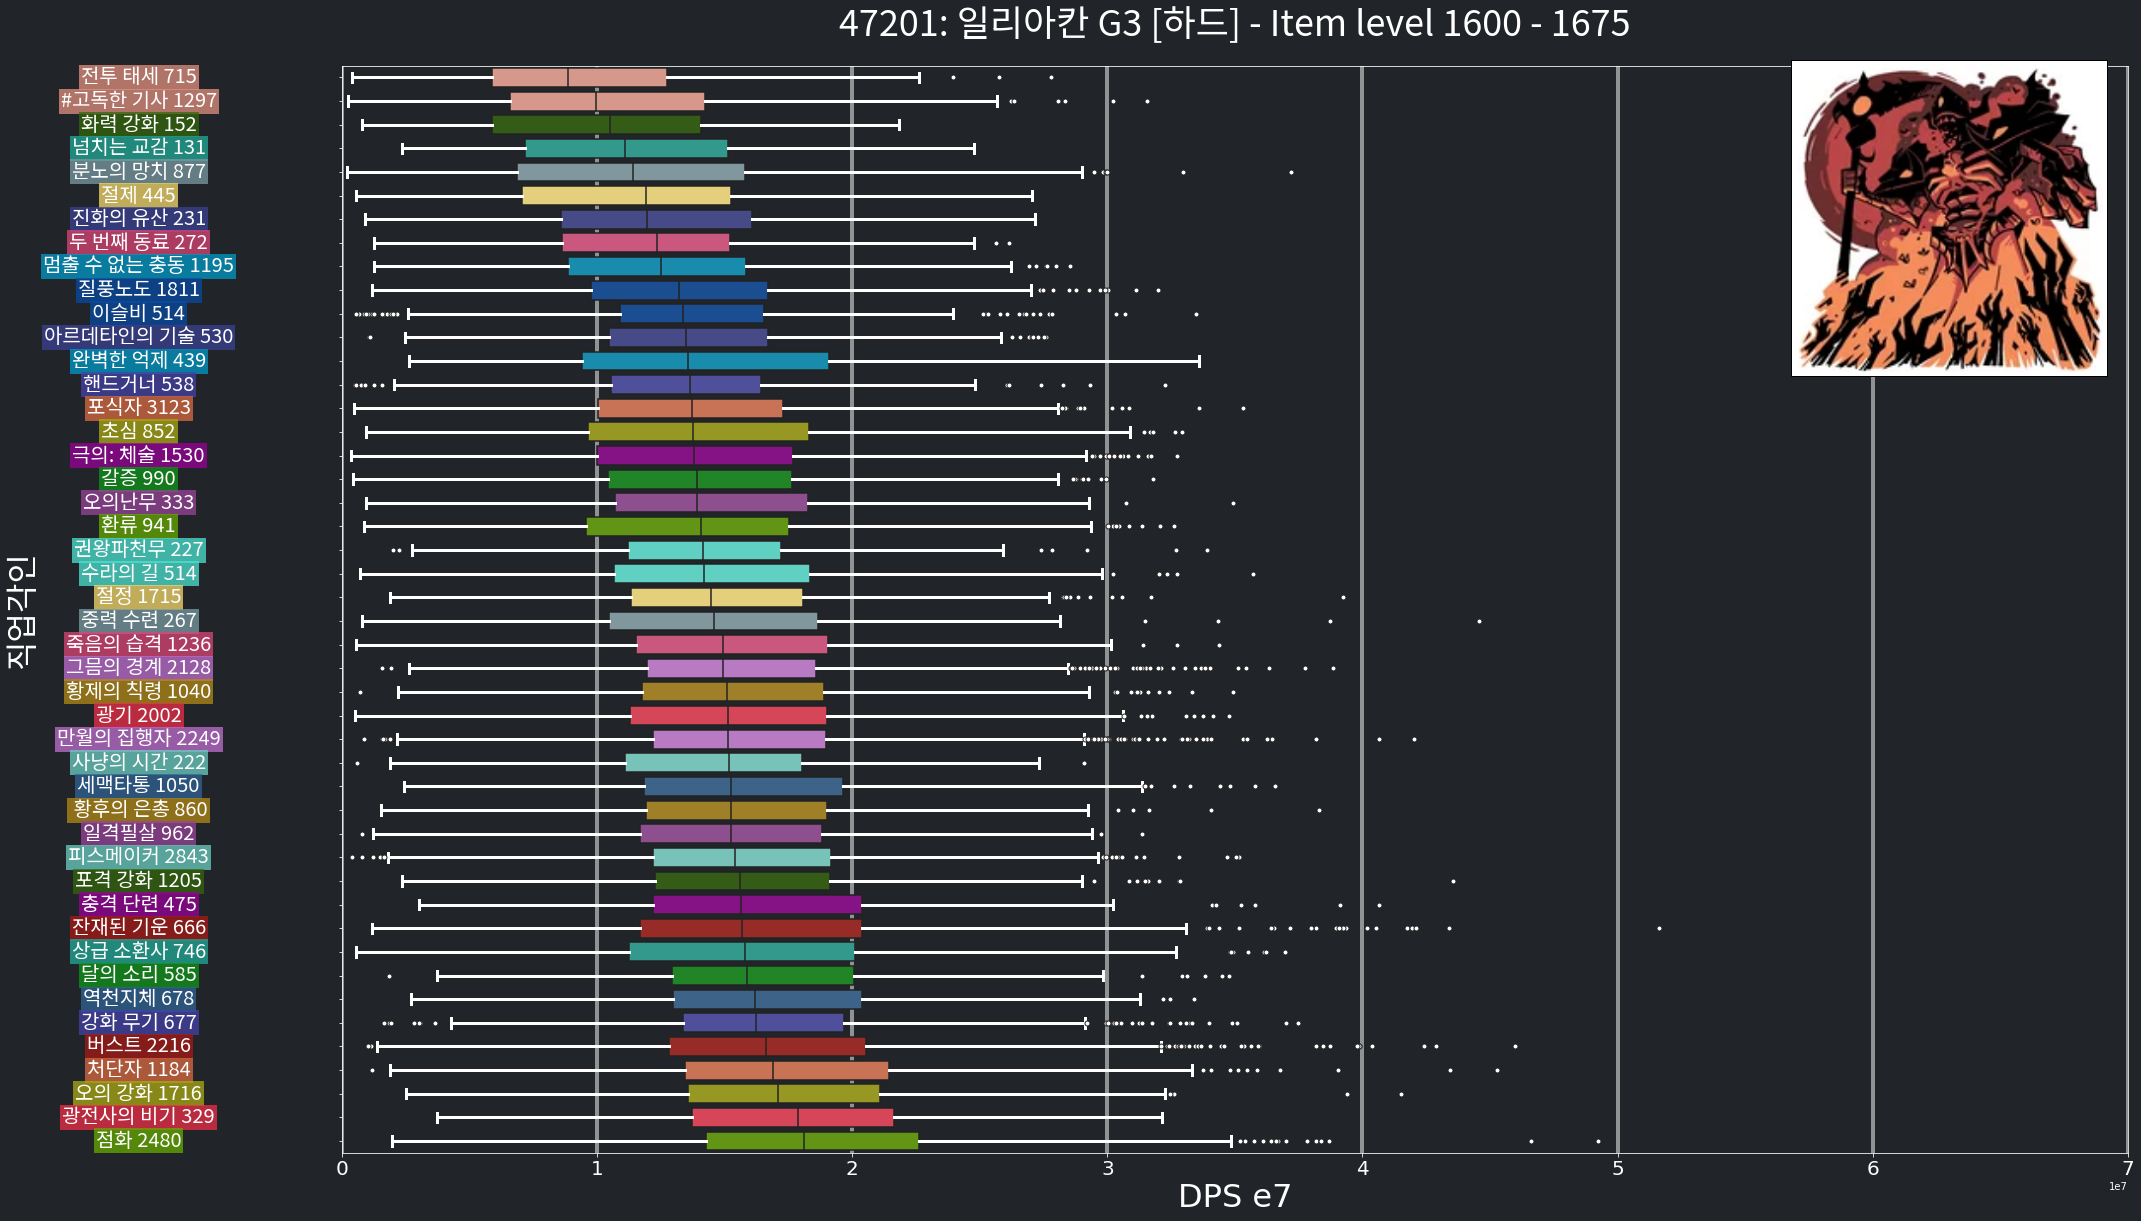 47201: 일리아칸 G3 [하드] - Item level 1600 - 1675
직업각인
전투 태세 715
#고독한 기사 1297
화력 강화 152
넘치는 교감 131
분노의 망치 877
절제 445
진화의 유산 231
두 번째 동료 272
멈출 수 없는 충동 1195
질풍노도 1811
이슬비 514
아르데타인의 기술 530
완벽한 억제 439
핸드거너 538
포식자 3123
초심 852
극의: 체술 1530
갈증 990
오의난무 333
환류 941
권왕파천무 227
수라의 길 514
절정 1715
중력 수련 267
죽음의 습격 1236
그믐의 경계 2128
황제의 칙령 1040
광기 2002
만월의 집행자 2249
사냥의 시간 222
세맥타통 1050
황후의 은총 860
일격필살 962
피스메이커 2843
포격 강화 1205
충격 단련 475
잔재된 기운 666
상급 소환사 746
달의 소리 585
역천지체 678
강화 무기 677
버스트 2216
처단자 1184
오의 강화 1716
광전사의 비기 329
점화 2480
0 1 2 3 4 5 6 7
DPS e7
1e7